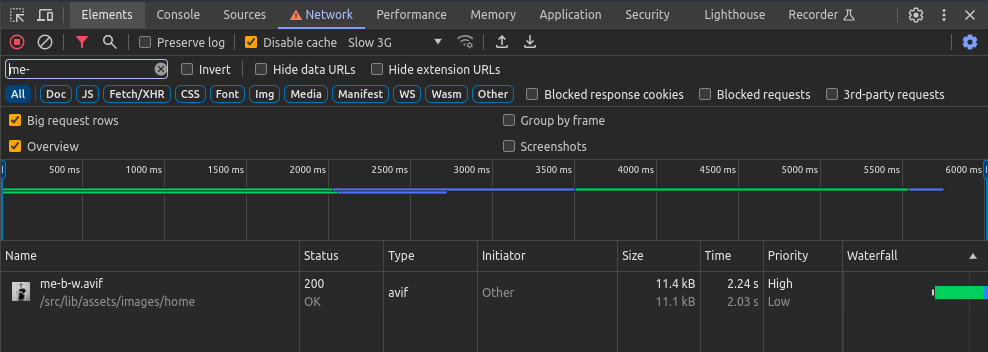 Elements Console Sources Network Performance Memory Application Security Lighthouse Recorder
Preserve log Disable cache Slow 3G
me- Invert Hide data URLs Hide extension URLs
All Doc JS Fetch/XHR CSS Font Img Media Manifest WS Wasm Other Blocked response cookies Blocked requests 3rd-party requests
Big request rows Group by frame
Overview Screenshots
500 ms 1000 ms 1500 ms 2000 ms 2500 ms 3000 ms 3500 ms 4000 ms 4500 ms 5000 ms 5500 ms 6000 ms
Name Status Type Initiator Size Time Priority Waterfall
me-b-w.avif 200 avif Other 11.4 kB 2.24 s High
/src/lib/assets/images/home OK 11.1 kB 2.03 s Low